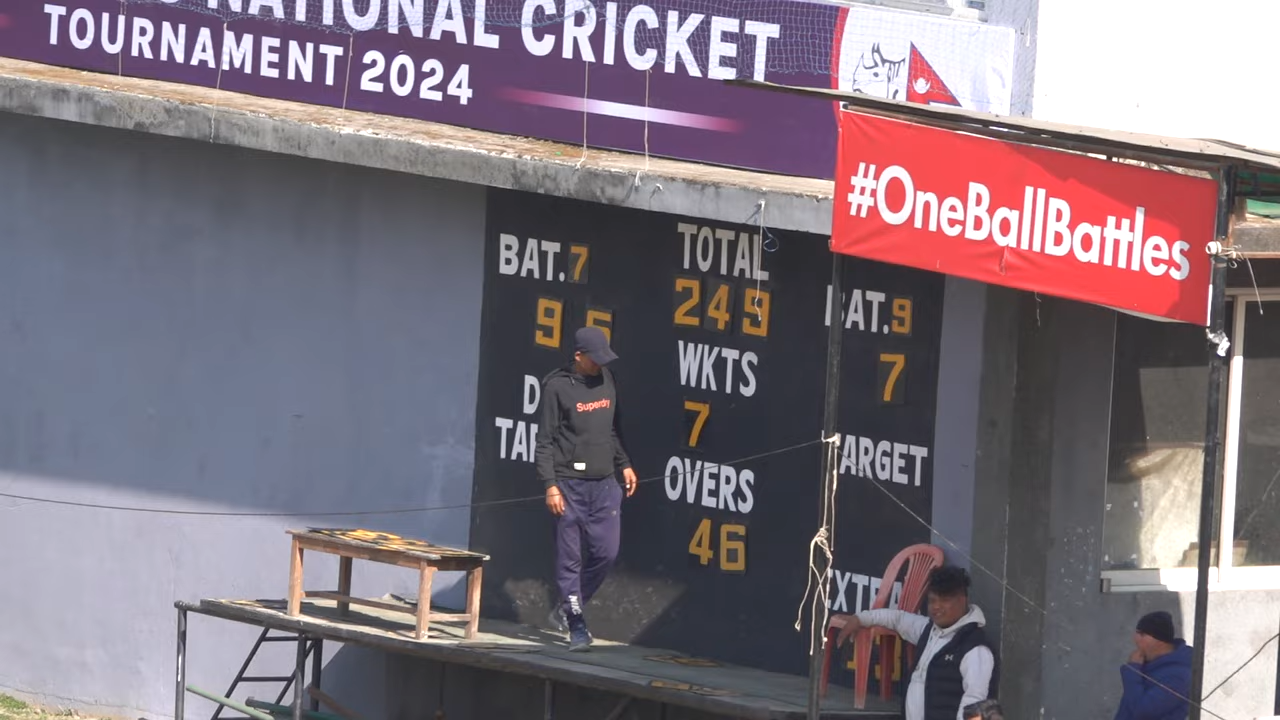 NATIONAL CRICKET
TOURNAMENT 2024
#OneBallBattles
BAT.7
9
TOTAL
249
WKTS
7
OVERS
46
BAT.9
7
TARGET
Superdry